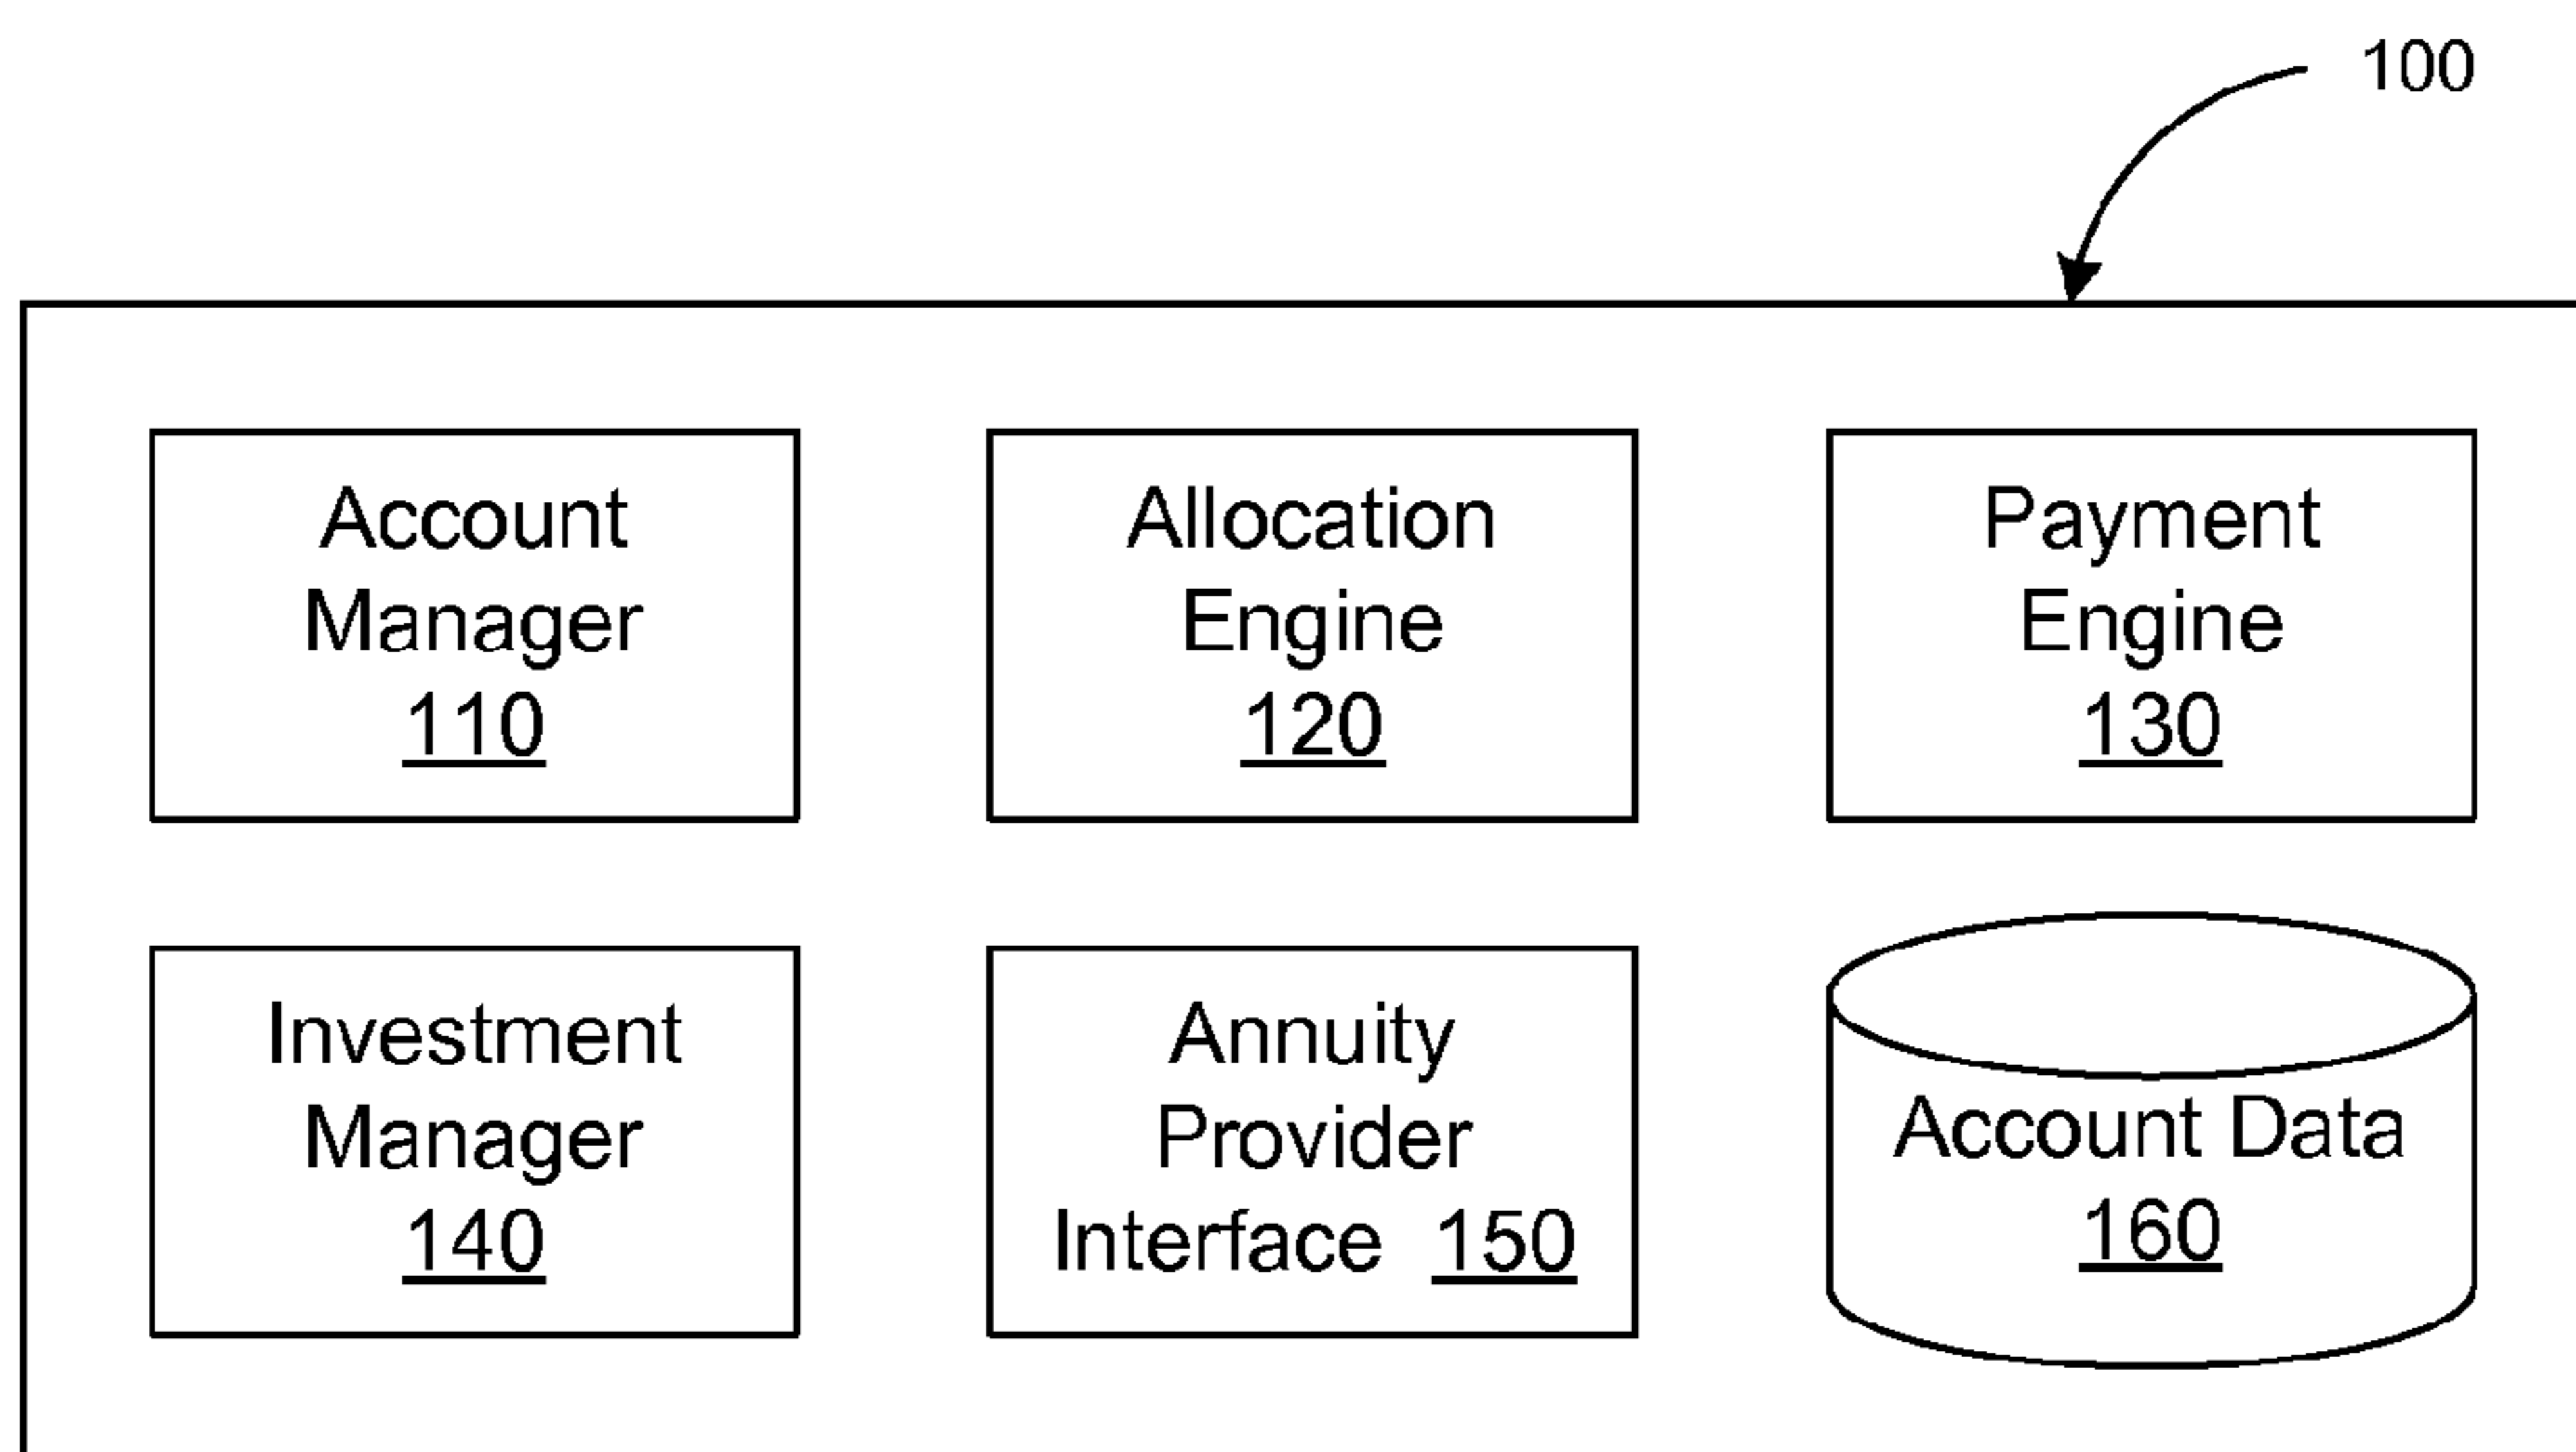 100
Account
Manager
110
Allocation
Engine
120
Payment
Engine
130
Investment
Manager
140
Annuity
Provider
Interface 150
Account Data
160